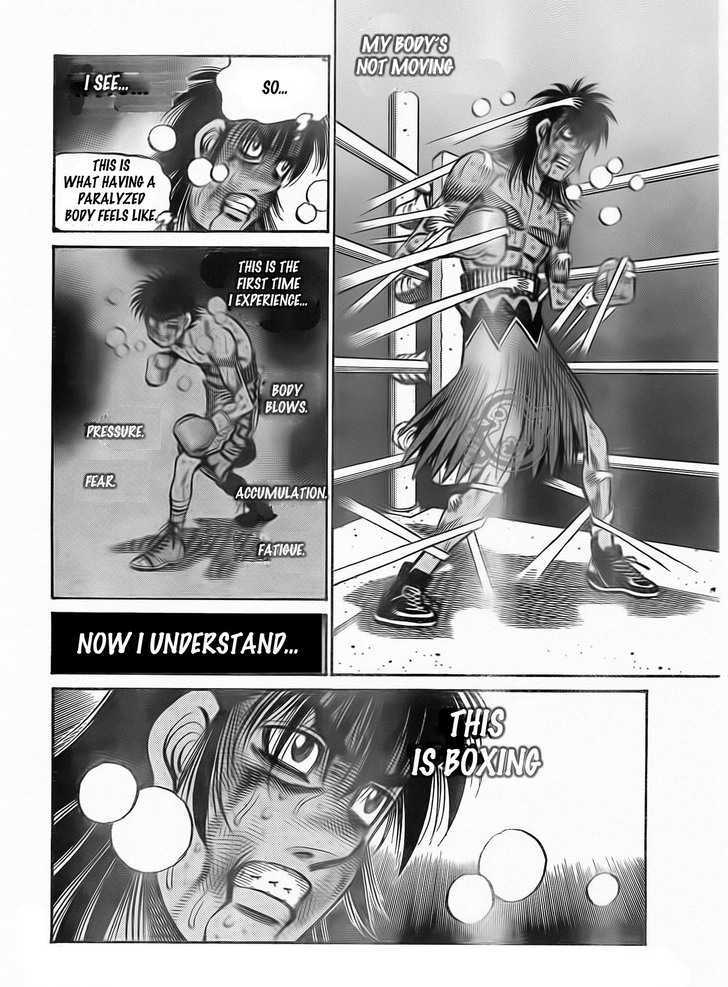 I SEE...
SO...
THIS IS
WHAT HAVING A
PARALYZED
BODY FEELS LIKE.
MY BODY'S
NOT MOVING
THIS IS THE
FIRST TIME
I EXPERIENCE...
BODY
BLOWS.
PRESSURE.
FEAR.
ACCUMULATION.
FATIGUE.
NOW I UNDERSTAND...
THIS
IS BOXING